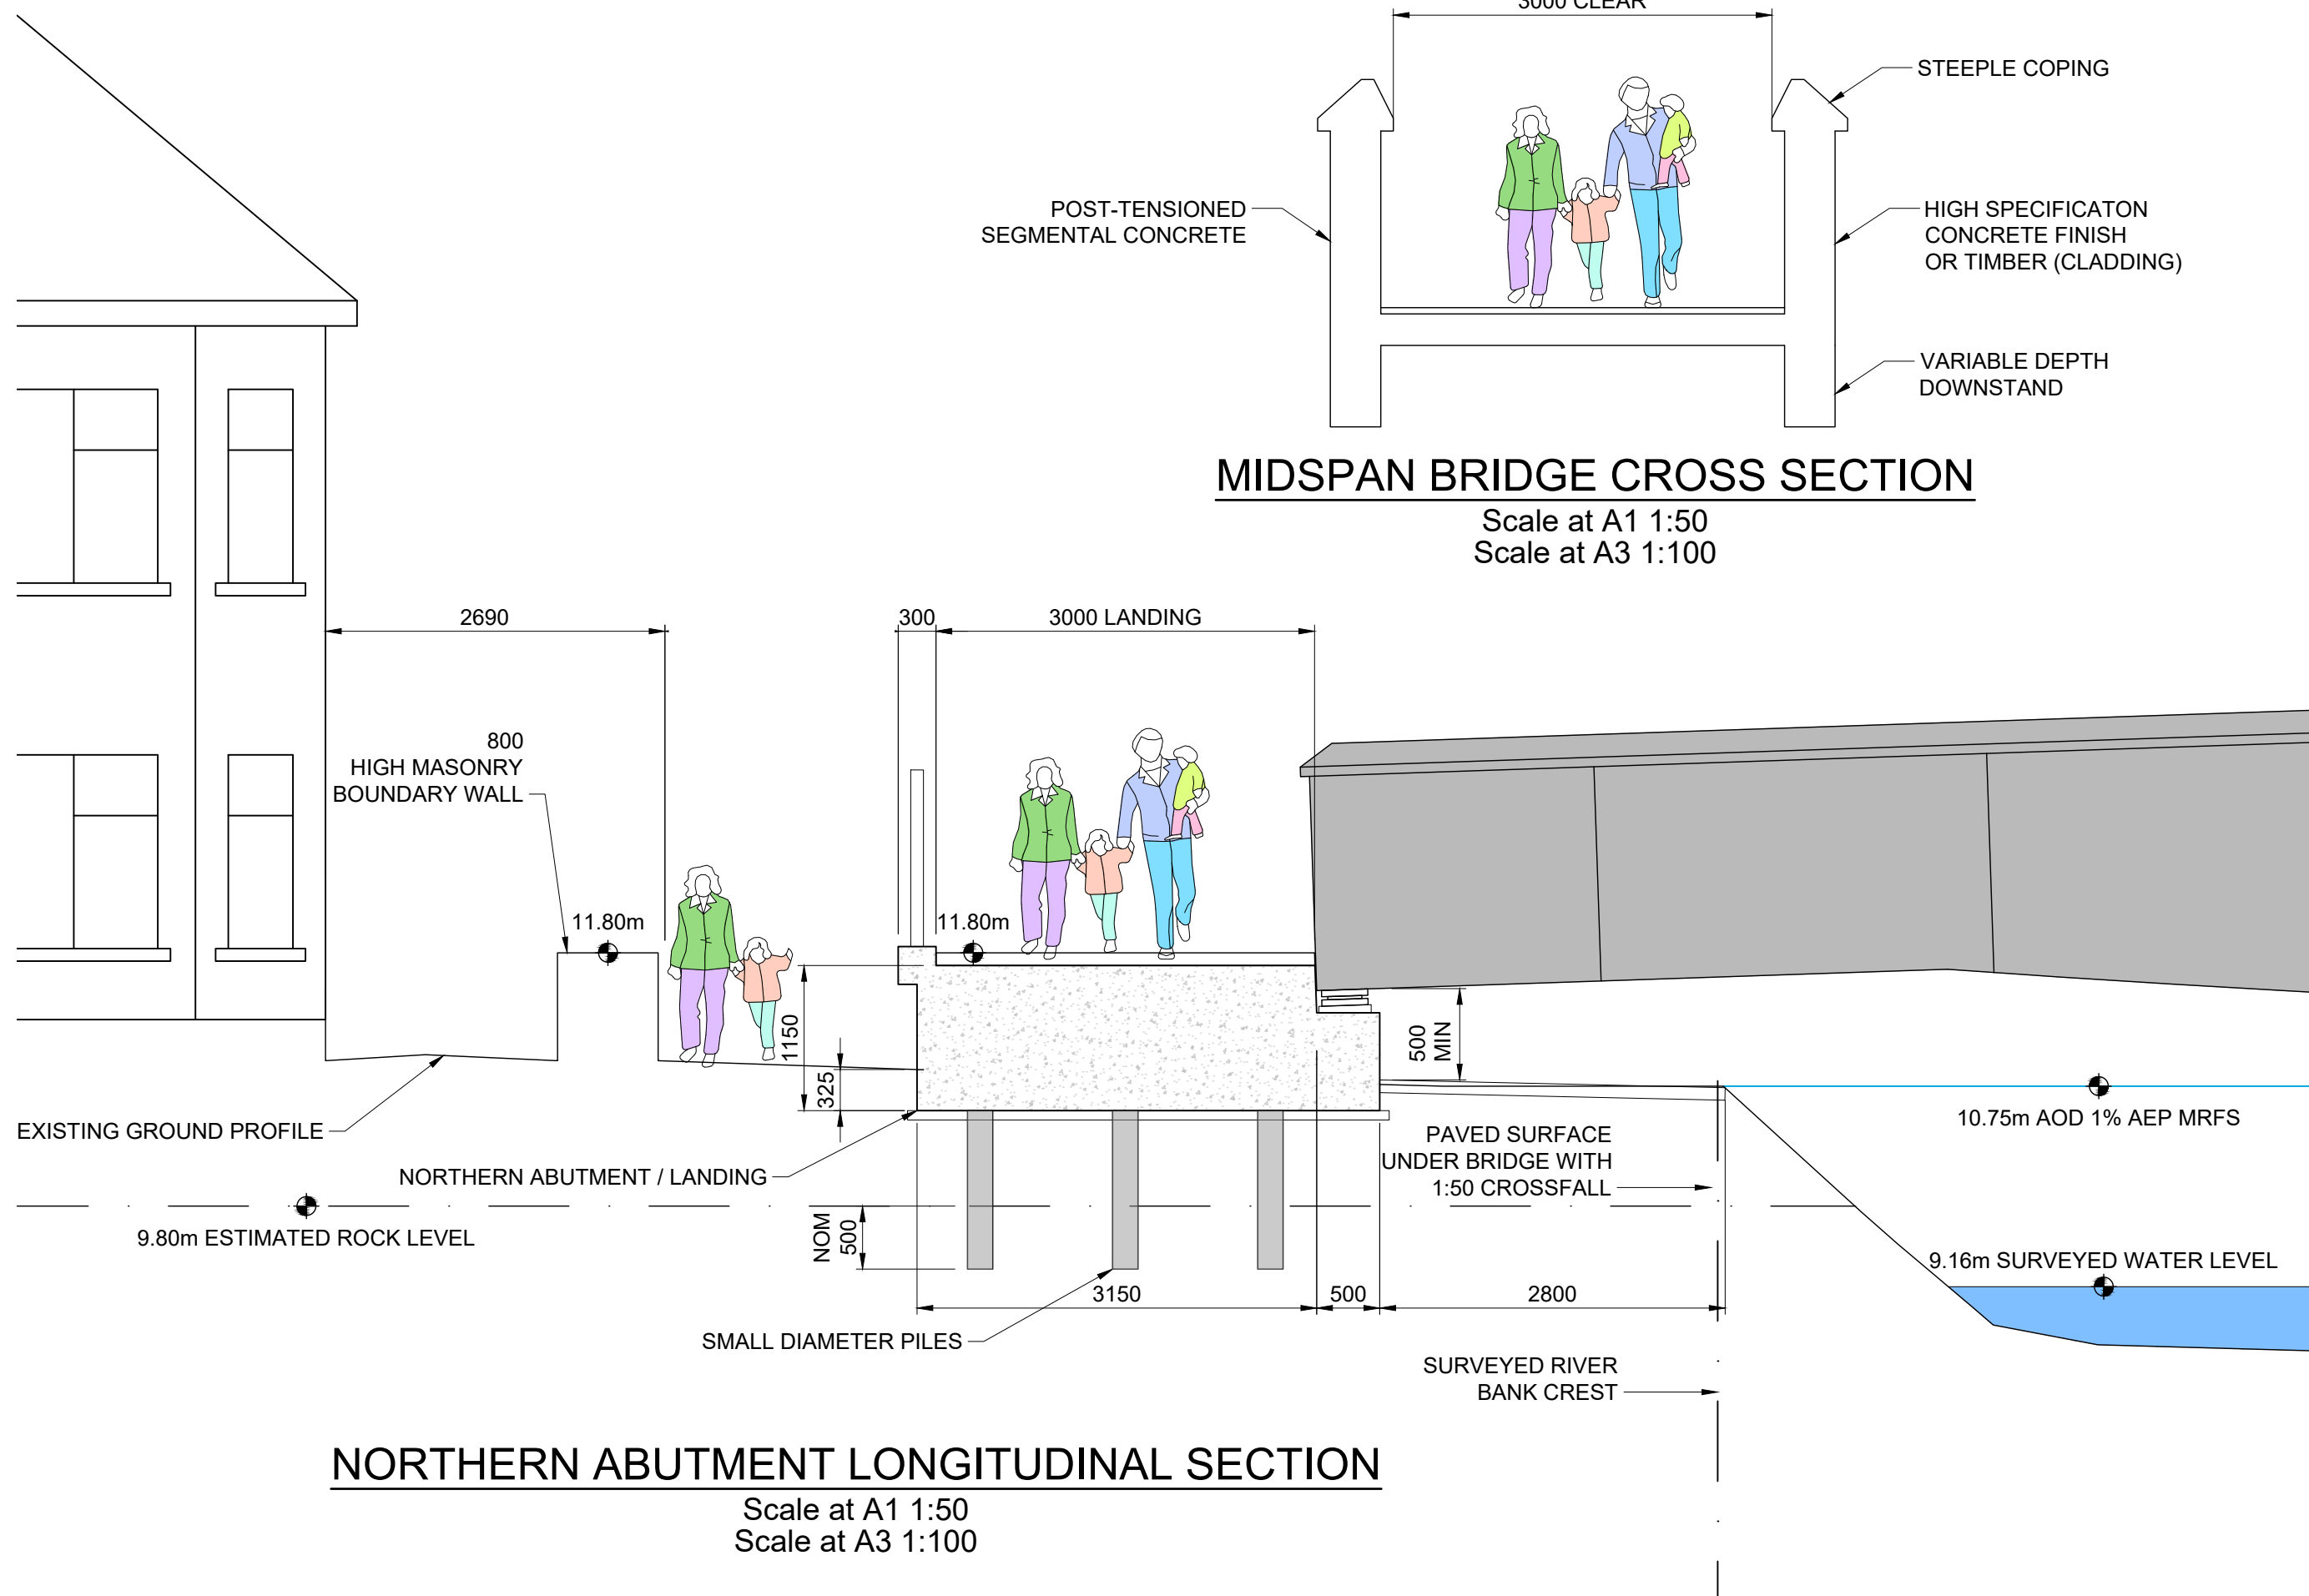 3000 CLEAR
STEEPLE COPING
POST-TENSIONED
SEGMENTAL CONCRETE
HIGH SPECIFICATON
CONCRETE FINISH
OR TIMBER (CLADDING)
VARIABLE DEPTH
DOWNSTAND
MIDSPAN BRIDGE CROSS SECTION
Scale at A1 1:50
Scale at A3 1:100
2690
300
3000 LANDING
800
HIGH MASONRY
BOUNDARY WALL
11.80m
11.80m
1150
325
500
MIN
EXISTING GROUND PROFILE
NORTHERN ABUTMENT / LANDING
PAVED SURFACE
UNDER BRIDGE WITH
1:50 CROSSFALL
10.75m AOD 1% AEP MRFS
9.80m ESTIMATED ROCK LEVEL
NOM
500
9.16m SURVEYED WATER LEVEL
3150
500
2800
SMALL DIAMETER PILES
SURVEYED RIVER
BANK CREST
NORTHERN ABUTMENT LONGITUDINAL SECTION
Scale at A1 1:50
Scale at A3 1:100